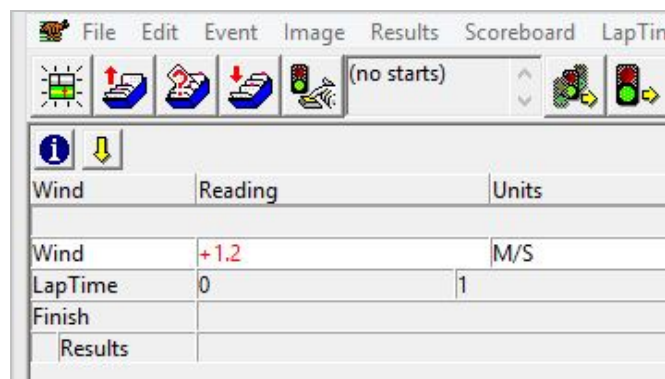 File Edit Event Image Results Scoreboard
(no starts)
Wind Reading Units
Wind +1.2 M/S
LapTime 0 1
Finish
Results